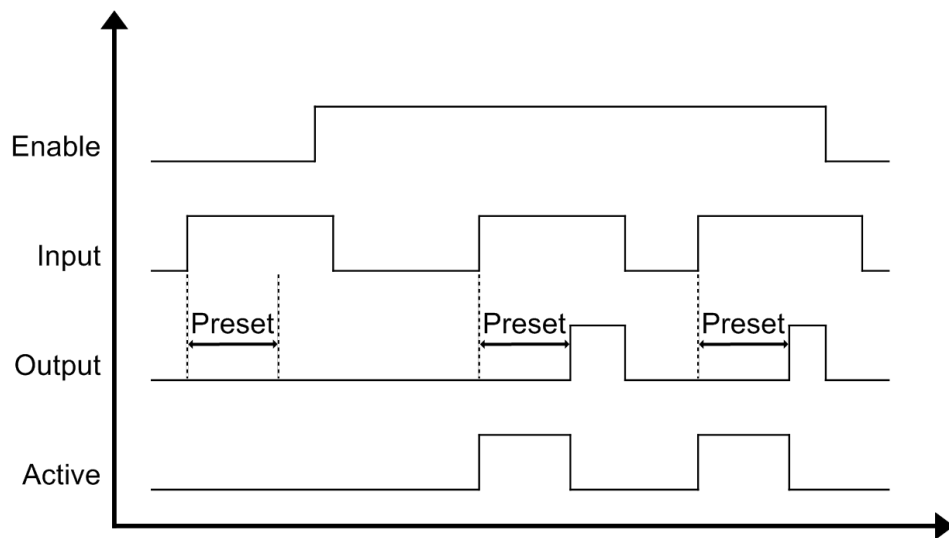 Enable
Input
Preset Preset Preset
Output
Active